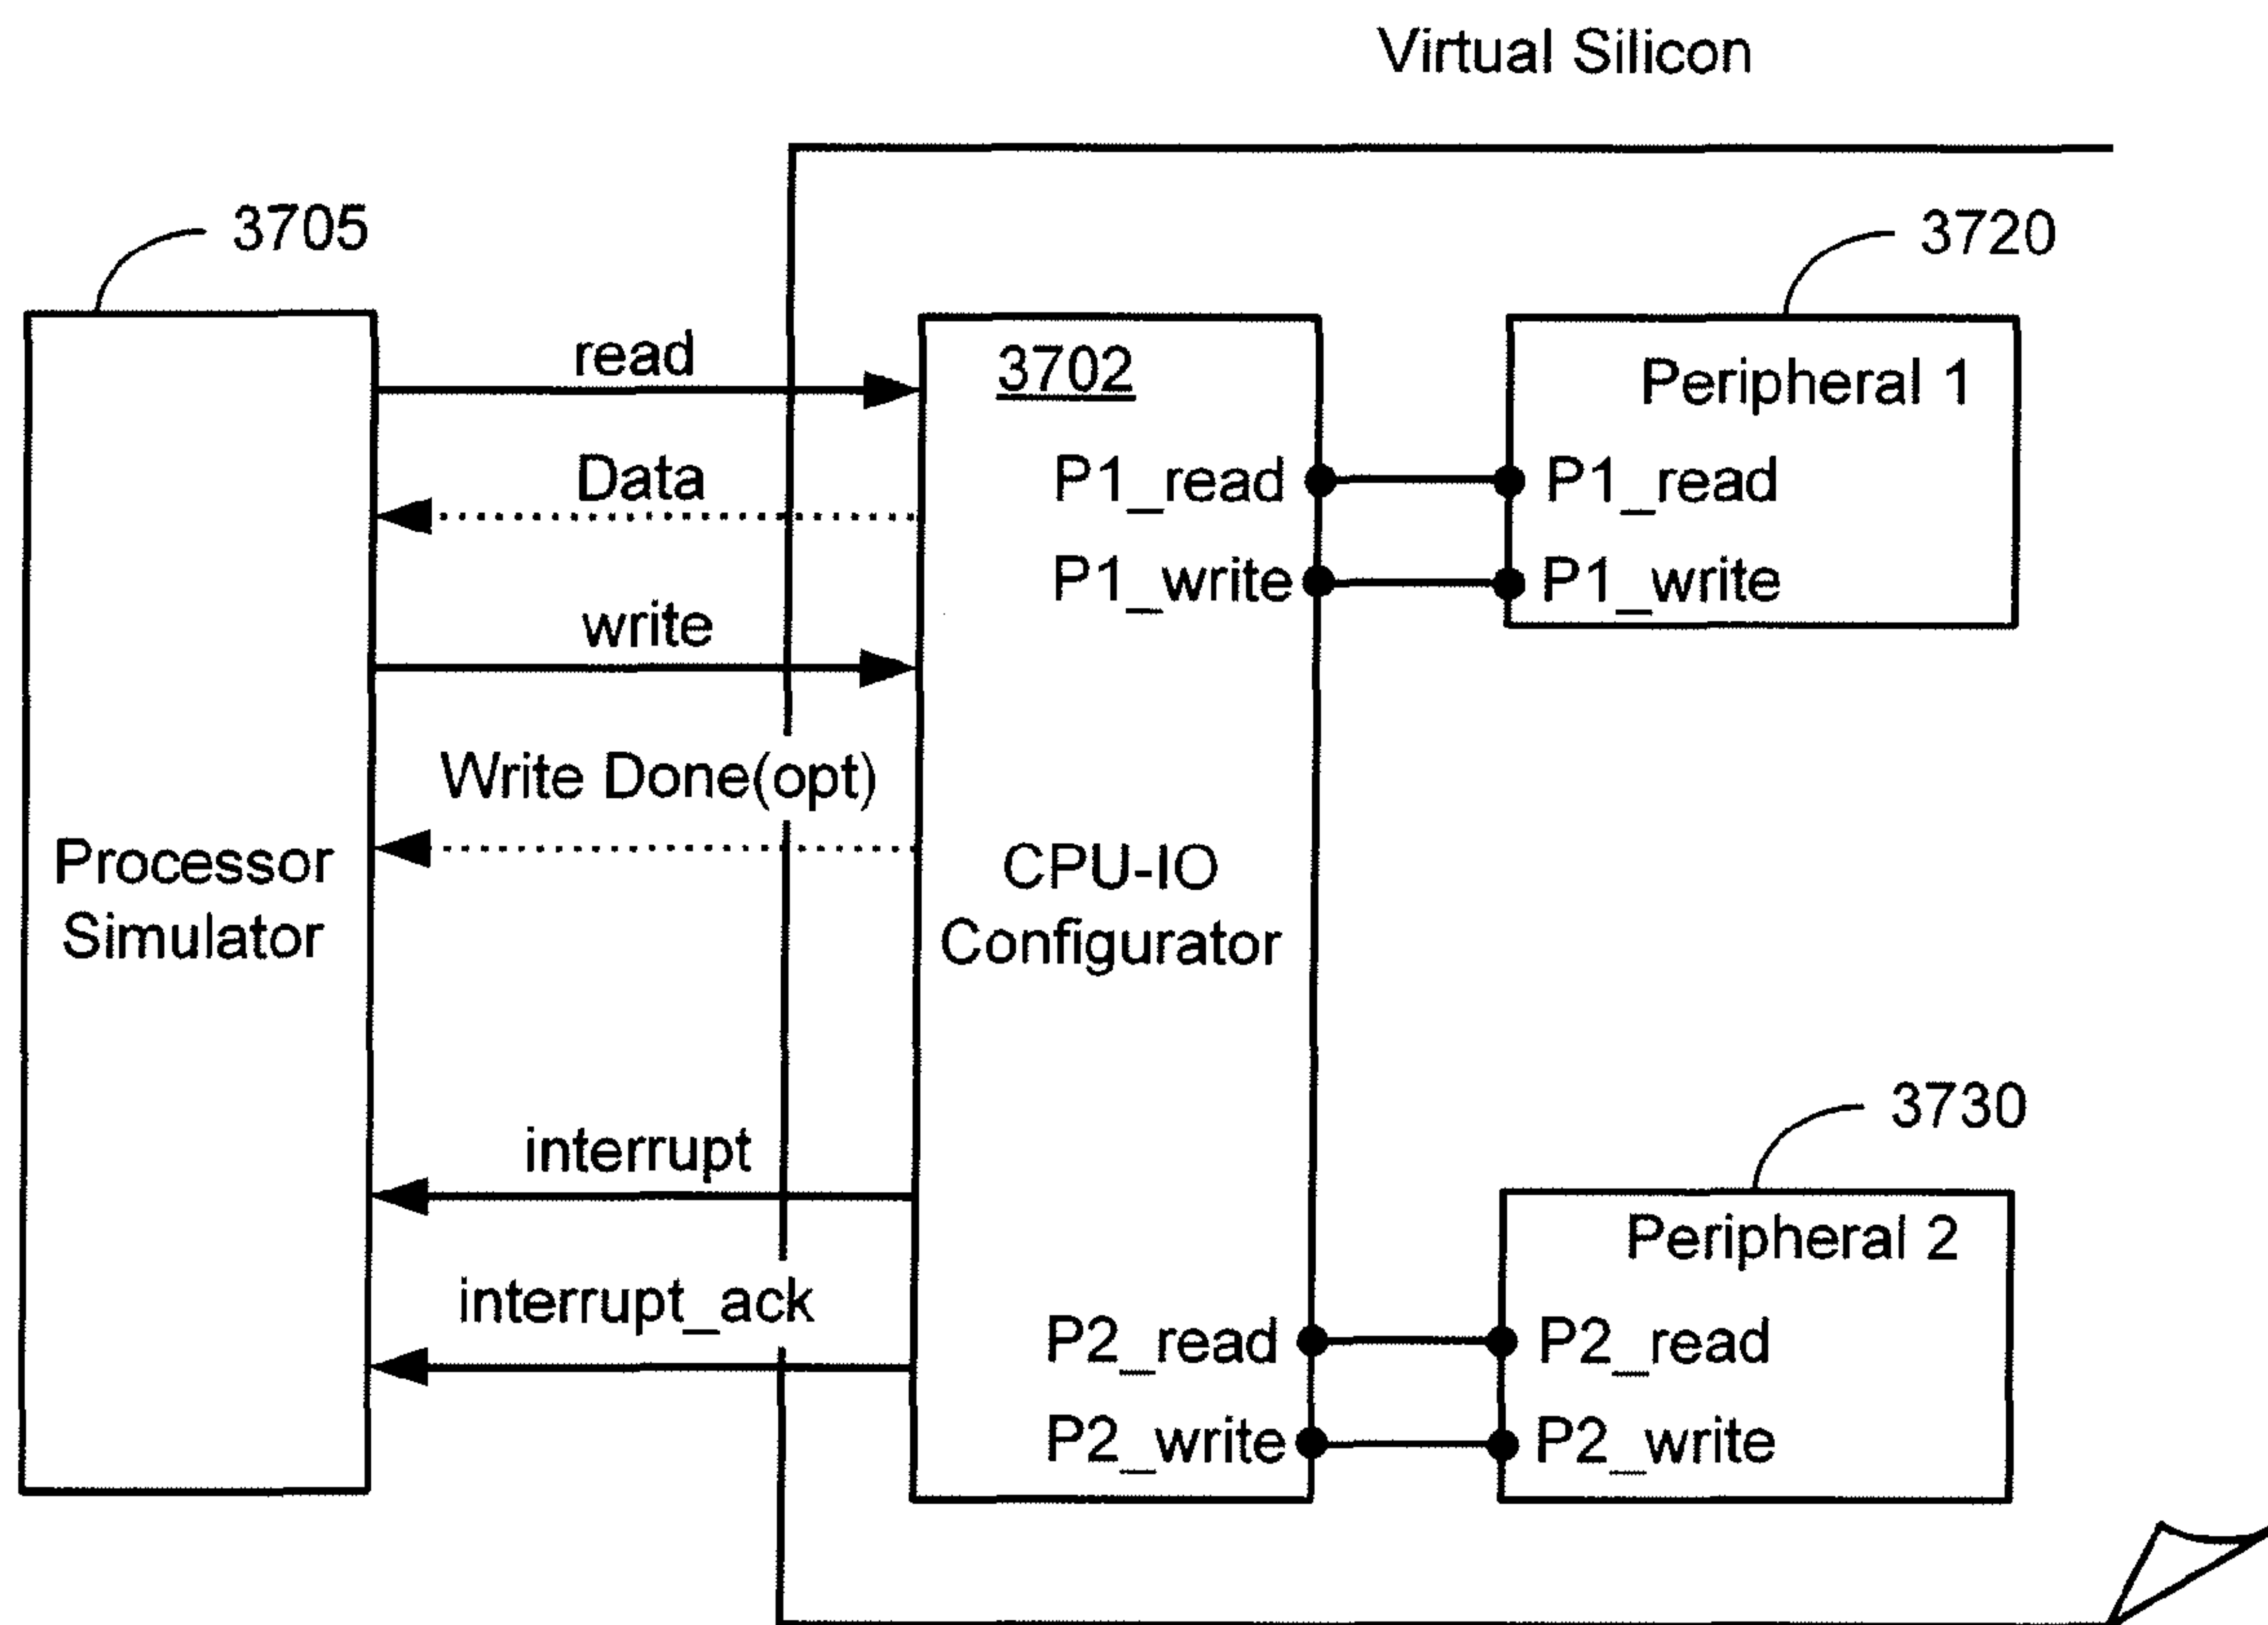 Virtual Silicon
3705
3720
read
3702
Peripheral 1
Data
P1_read
P1_read
P1_write
P1_write
write
Write Done(opt)
Processor
Simulator
CPU-IO
Configurator
3730
interrupt
Peripheral 2
interrupt_ack
P2_read
P2_read
P2_write
P2_write